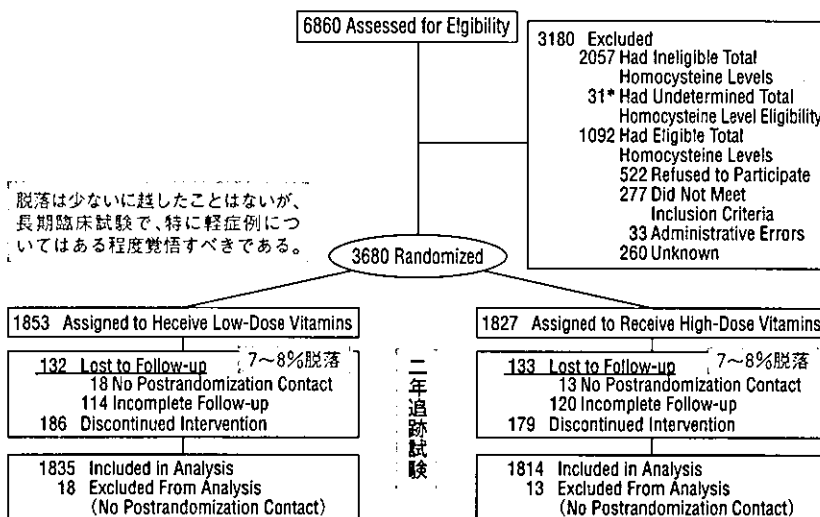 6860 Assessed for Elgibility
3180 Excluded
2057 Had Ineligible Total
Homocysteine Levels
31* Had Undetermined Total
Homocysteine Level Eligibility
1092 Had Eligible Total
Homocysteine Levels
522 Refused to Participate
277 Did Not Meet
Inclusion Criteria
33 Administrative Errors
260 Unknown
脱落は少ないに越したことはないが、
長期臨床試験で、特に軽症例につ
いてはある程度覚悟すべきである。
3680 Randomized
1853 Assigned to Heceive Low-Dose Vitamins
132 Lost to Follow-up 7〜8%脱落
18 No Postrandomization Contact
114 Incomplete Follow-up
186 Discontinued Intervention
1835 Included in Analysis
18 Excluded From Analysis
(No Postrandomization Contact)
二年追跡試験
1827 Assigned to Receive High-Dose Vitamins
133 Lost to Follow-up 7〜8%脱落
13 No Postrandomization Contact
120 Incomplete Follow-up
179 Discontinued Intervention
1814 Included in Analysis
13 Excluded From Analysis
(No Postrandomization Contact)